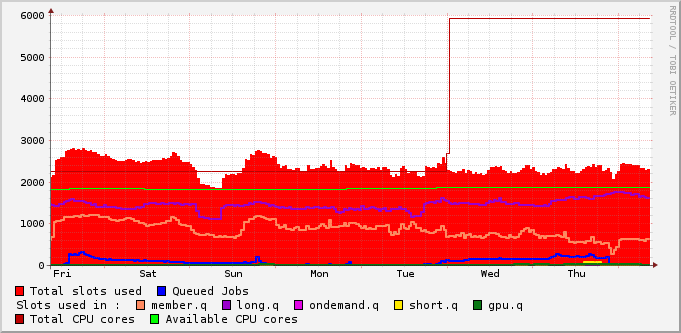 RRDTOOL / TOBI OETIKER
6000
5000
4000
3000
2000
1000
0
Fri Sat Sun Mon Tue Wed Thu
Total slots used Queued Jobs
Slots used in : member.q long.q ondemand.q short.q gpu.q
Total CPU cores Available CPU cores